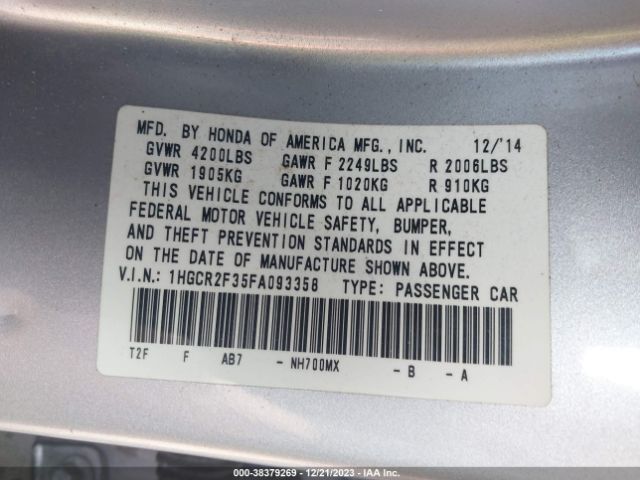 MFD. BY HONDA OF AMERICA MFG., INC. 12/'14
GVWR 4200LBS GAWR F 2249LBS R 2006LBS
GVWR 1905KG GAWR F 1020KG R 910KG
THIS VEHICLE CONFORMS TO ALL APPLICABLE
FEDERAL MOTOR VEHICLE SAFETY, BUMPER,
AND THEFT PREVENTION STANDARDS IN EFFECT
ON THE DATE OF MANUFACTURE SHOWN ABOVE.
V.I.N.: 1HGCR2F35FA093358 TYPE: PASSENGER CAR
T2F F AB7 - NH700MX - B - A
000-38379269 - 12/21/2023 - IAA Inc.